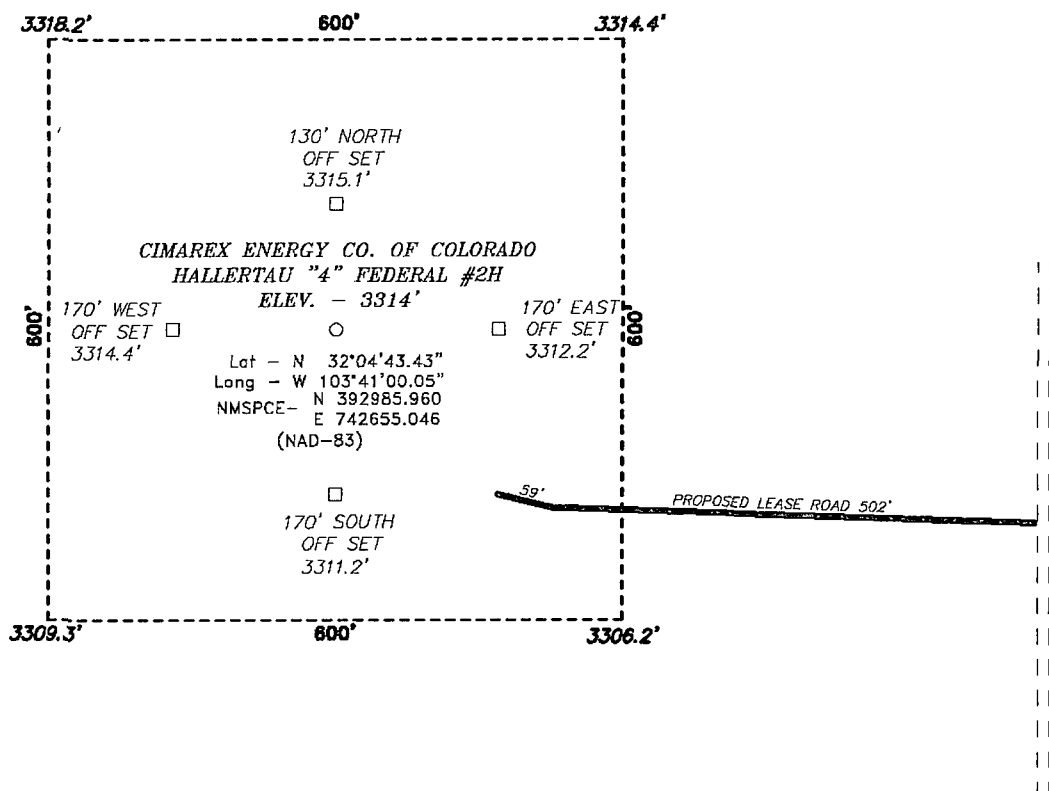 3318.2' 600' 3314.4'
130' NORTH
OFF SET
3315.1'
CIMAREX ENERGY CO. OF COLORADO
HALLERTAU "4" FEDERAL #2H
ELEV. - 3314'
600'
170' WEST
OFF SET
3314.4'
170' EAST
OFF SET
3312.2'
600'
Lat - N 32°04'43.43"
Long - W 103°41'00.05"
NMSPCE- N 392985.960
E 742655.046
(NAD-83)
59'
PROPOSED LEASE ROAD 502'
170' SOUTH
OFF SET
3311.2'
3309.3' 600' 3306.2'